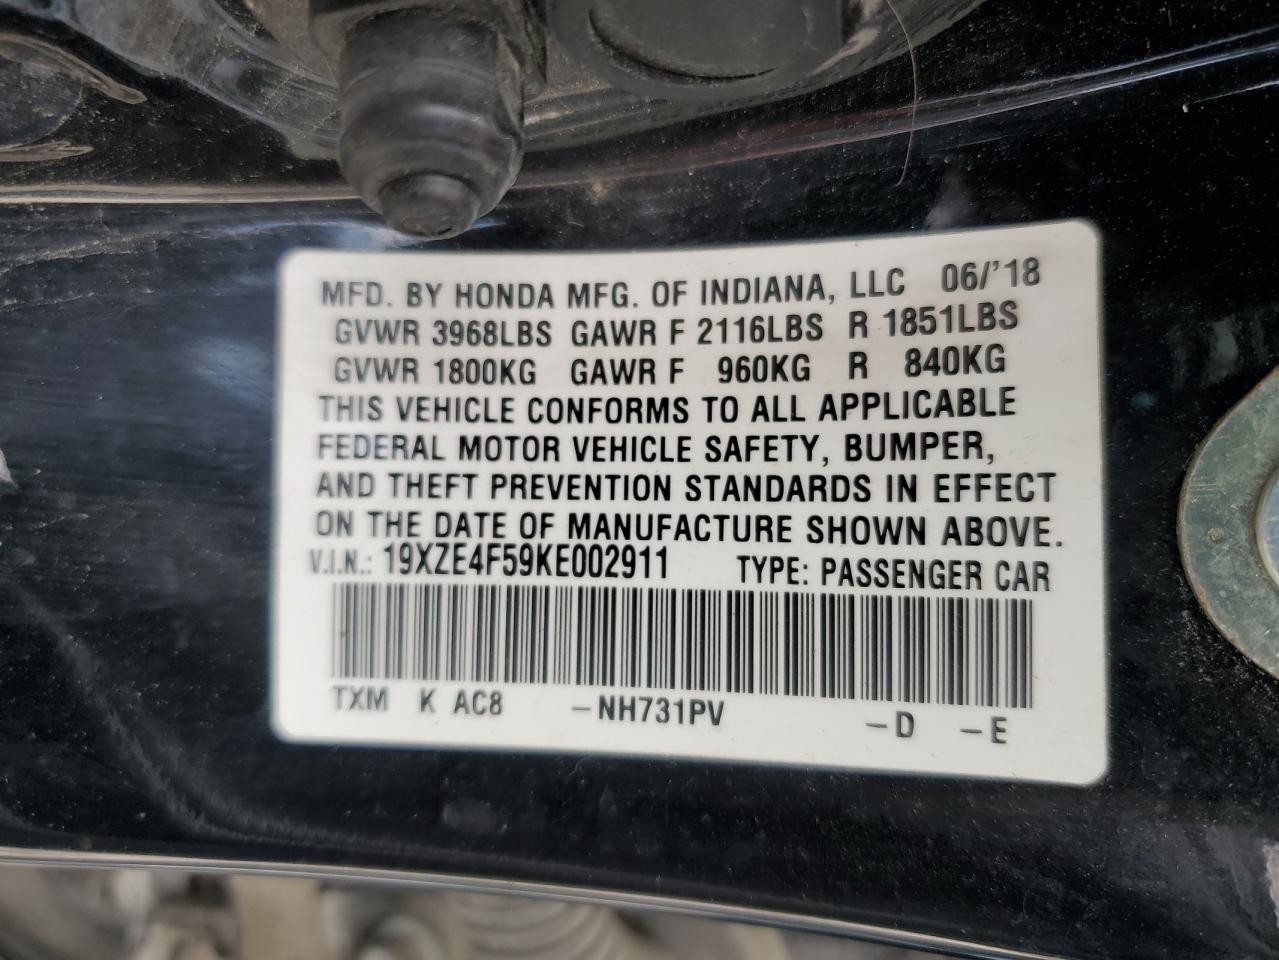 MFD. BY HONDA MFG. OF INDIANA, LLC 06/'18
GVWR 3968LBS GAWR F 2116LBS R 1851LBS
GVWR 1800KG GAWR F 960KG R 840KG
THIS VEHICLE CONFORMS TO ALL APPLICABLE
FEDERAL MOTOR VEHICLE SAFETY, BUMPER,
AND THEFT PREVENTION STANDARDS IN EFFECT
ON THE DATE OF MANUFACTURE SHOWN ABOVE.
V.I.N.: 19XZE4F59KE002911 TYPE: PASSENGER CAR
TXM K AC8 -NH731PV -D -E